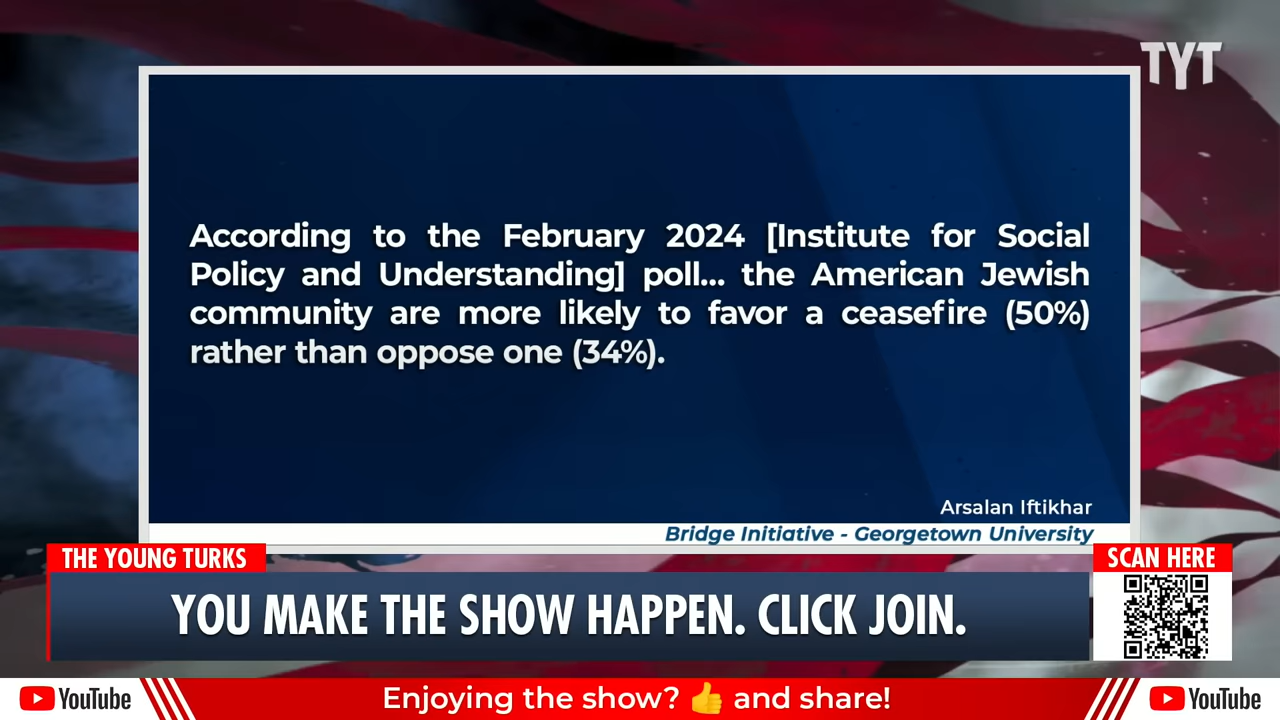 TYT
According to the February 2024 [Institute for Social
Policy and Understanding] poll... the American Jewish
community are more likely to favor a ceasefire (50%)
rather than oppose one (34%).
Arsalan Iftikhar
Bridge Initiative - Georgetown University
THE YOUNG TURKS
SCAN HERE
YOU MAKE THE SHOW HAPPEN. CLICK JOIN.
YouTube
Enjoying the show? 👍 and share!
YouTube